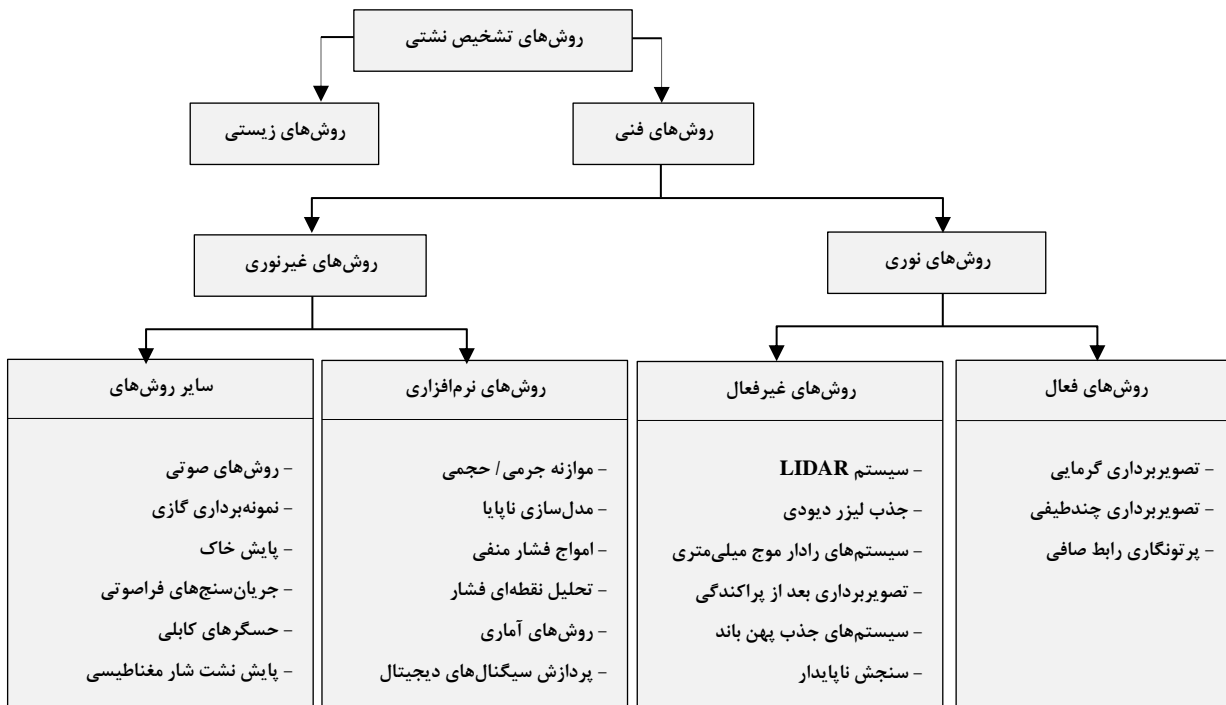 روش‌های تشخیص نشتی
روش‌های فنی
روش‌های زیستی
روش‌های نوری
روش‌های غیرنوری
روش‌های فعال
- تصویربرداری گرمایی
- تصویربرداری چندطیفی
- پرتونگاری رابط صافی
روش‌های غیرفعال
- سیستم LIDAR
- جذب لیزر دیودی
- سیستم‌های رادار موج میلی‌متری
- تصویربرداری بعد از پراکندگی
- سیستم‌های جذب پهن باند
- سنجش ناپایدار
روش‌های نرم‌افزاری
- موازنه جرمی/ حجمی
- مدل‌سازی ناپایا
- امواج فشار منفی
- تحلیل نقطه‌ای فشار
- روش‌های آماری
- پردازش سیگنال‌های دیجیتال
سایر روش‌های
- روش‌های صوتی
- نمونه‌برداری گازی
- پایش خاک
- جریان‌سنج‌های فراصوتی
- حسگرهای کابلی
- پایش نشت شار مغناطیسی